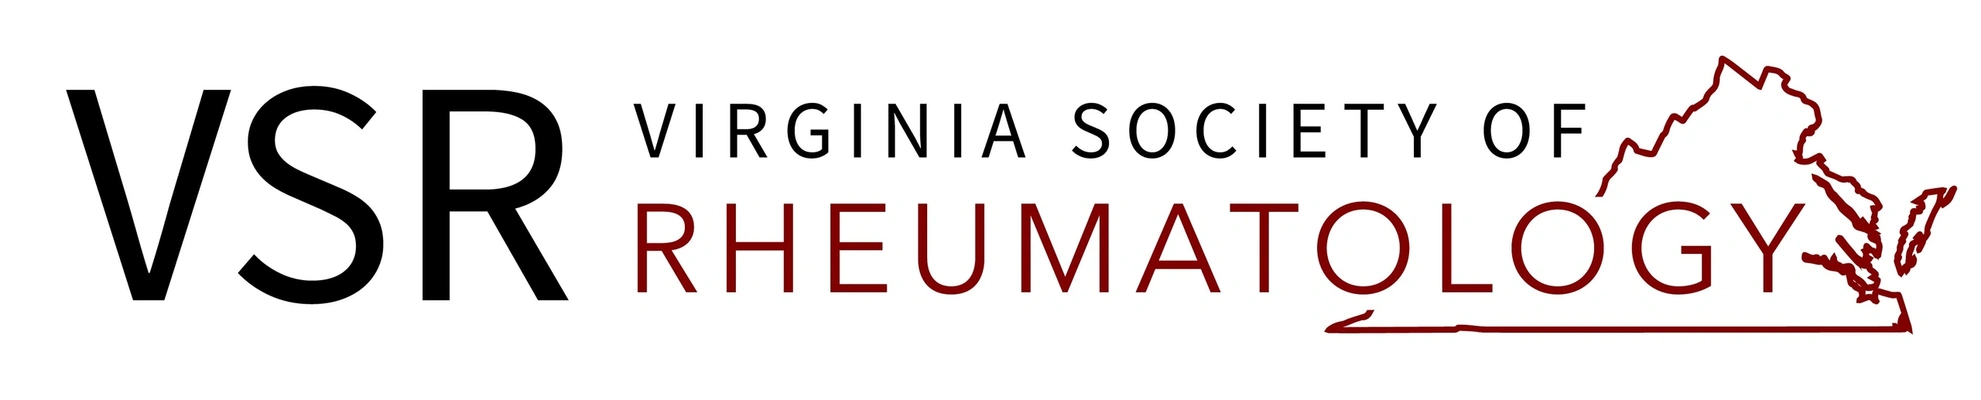 VSR
VIRGINIA SOCIETY OF
RHEUMATOLOGY